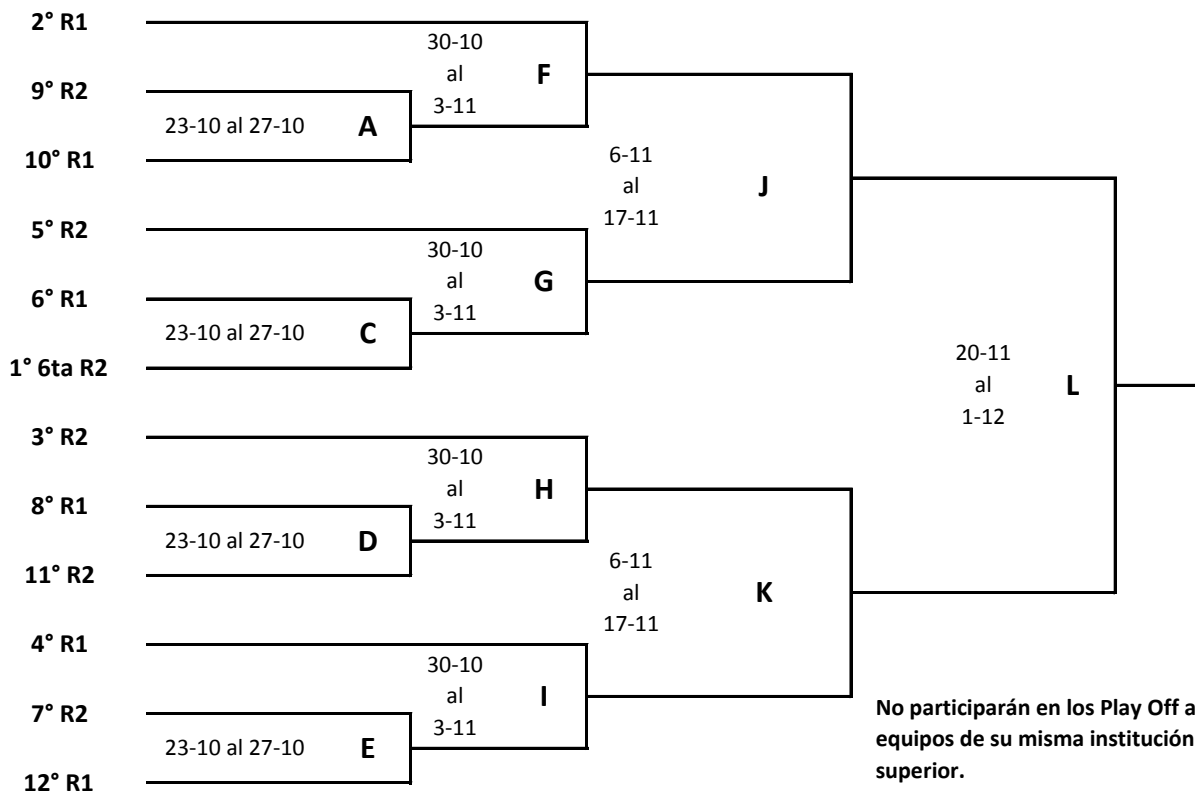 2° R1
30-10
al
3-11
F
9° R2
23-10 al 27-10 A
10° R1
6-11
al
17-11
J
5° R2
30-10
al
3-11
G
6° R1
23-10 al 27-10 C
1° 6ta R2
20-11
al
1-12
L
3° R2
30-10
al
3-11
H
8° R1
23-10 al 27-10 D
11° R2
6-11
al
17-11
K
4° R1
30-10
al
3-11
I
7° R2
23-10 al 27-10 E
12° R1
No participarán en los Play Off a
equipos de su misma institución
superior.